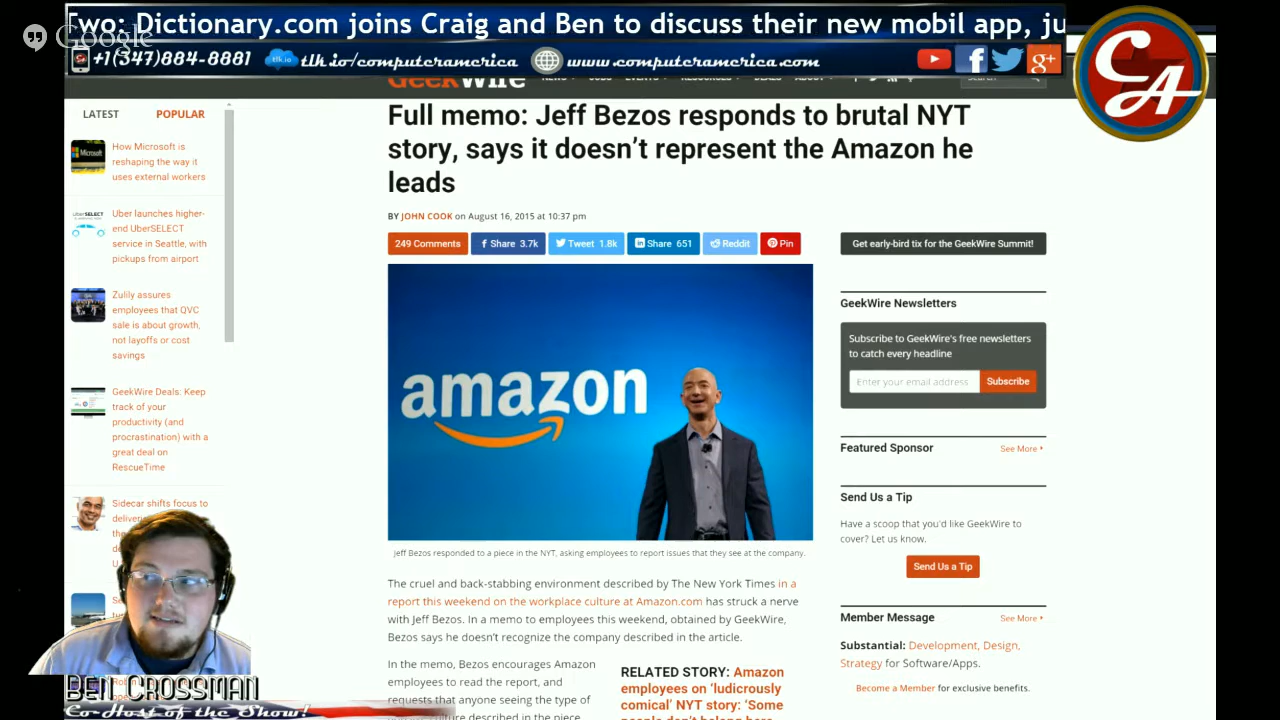 Two: Dictionary.com joins Craig and Ben to discuss their new mobil app, ju
Google
+1(347)884-8881
tlk.io/computeramerica
www.computeramerica.com
f
g+
CA
GeekWire
LATEST
POPULAR
How Microsoft is
reshaping the way it
uses external workers
Uber launches higher-
end UberSELECT
service in Seattle, with
pickups from airport
Zulily assures
employees that QVC
sale is about growth,
not layoffs or cost
savings
GeekWire Deals: Keep
track of your
productivity (and
procrastination) with a
great deal on
RescueTime
Sidecar shifts focus to
Full memo: Jeff Bezos responds to brutal NYT
story, says it doesn't represent the Amazon he
leads
BY JOHN COOK on August 16, 2015 at 10:37 pm
249 Comments
Share 3.7k
Tweet 1.8k
Share 651
Reddit
Pin
amazon
Jeff Bezos responded to a piece in the NYT, asking employees to report issues that they see at the company.
The cruel and back-stabbing environment described by The New York Times in a
report this weekend on the workplace culture at Amazon.com has struck a nerve
with Jeff Bezos. In a memo to employees this weekend, obtained by GeekWire,
Bezos says he doesn't recognize the company described in the article.
In the memo, Bezos encourages Amazon
employees to read the report, and
requests that anyone seeing the type of
culture described in the piece
RELATED STORY: Amazon
employees on 'ludicrously
comical' NYT story: 'Some
people don't belong here
Get early-bird tix for the GeekWire Summit!
GeekWire Newsletters
Subscribe to GeekWire's free newsletters
to catch every headline
Enter your email address
Subscribe
Featured Sponsor
See More
Send Us a Tip
Have a scoop that you'd like GeekWire to
cover? Let us know.
Send Us a Tip
Member Message
See More
Substantial: Development, Design,
Strategy for Software/Apps.
Become a Member for exclusive benefits.
BEN CROSSMAN
Co-Host of the Show!